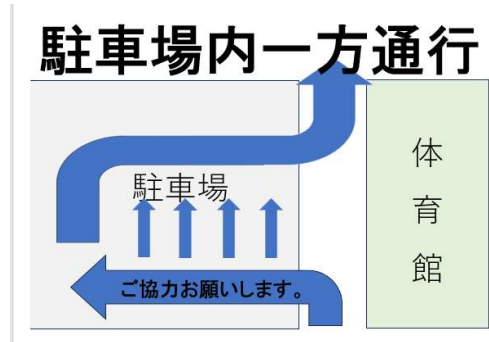 駐車場内一方通行
駐車場
体育館
ご協力お願いします。